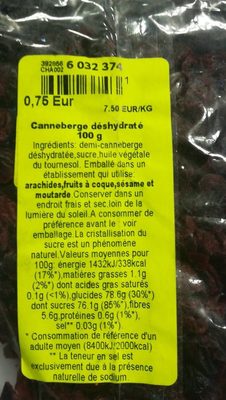 392866 6 032 374
CHA002 1
0,75 Eur
7.50 EUR/KG
Canneberge déshydraté
100 g
Ingrédients: demi-canneberge
déshydratée,sucre,huile végétale
du tournesol. Emballé dans un
établissement qui utilise:
arachides,fruits à coque,sésame et
moutarde.Conserver dans un
endroit frais et sec.loin de la
lumière du soleil.A consommer de
préférence avant le: voir
emballage.La cristallisation du
sucre est un phénomène
naturel.Valeurs moyennes pour
100g: énergie 1432kJ/338kcal
(17%*),matières grasses 1.1g
(2%*) dont acides gras saturés
0.1g (<1%),glucides 78.6g (30%*)
dont sucres 76.1g (85%*),fibres
5.6g,protéines 0.6g (1%*),
sel** 0.03g (1%*).
* Consommation de référence d'un
adulte moyen (8400kJ/2000kcal)
** La teneur en sel est
exclusivement due à la présence
naturelle de sodium.